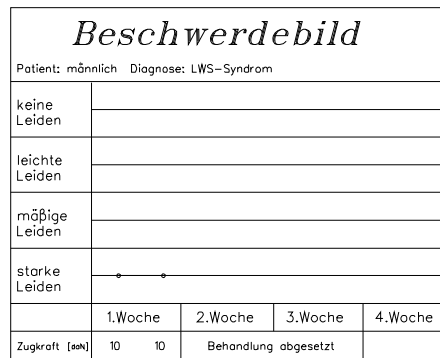 Beschwerdebild
Patient: männlich Diagnose: LWS-Syndrom
keine
Leiden
leichte
Leiden
mäßige
Leiden
starke
Leiden
1.Woche 2.Woche 3.Woche 4.Woche
Zugkraft [daN] 10 10 Behandlung abgesetzt